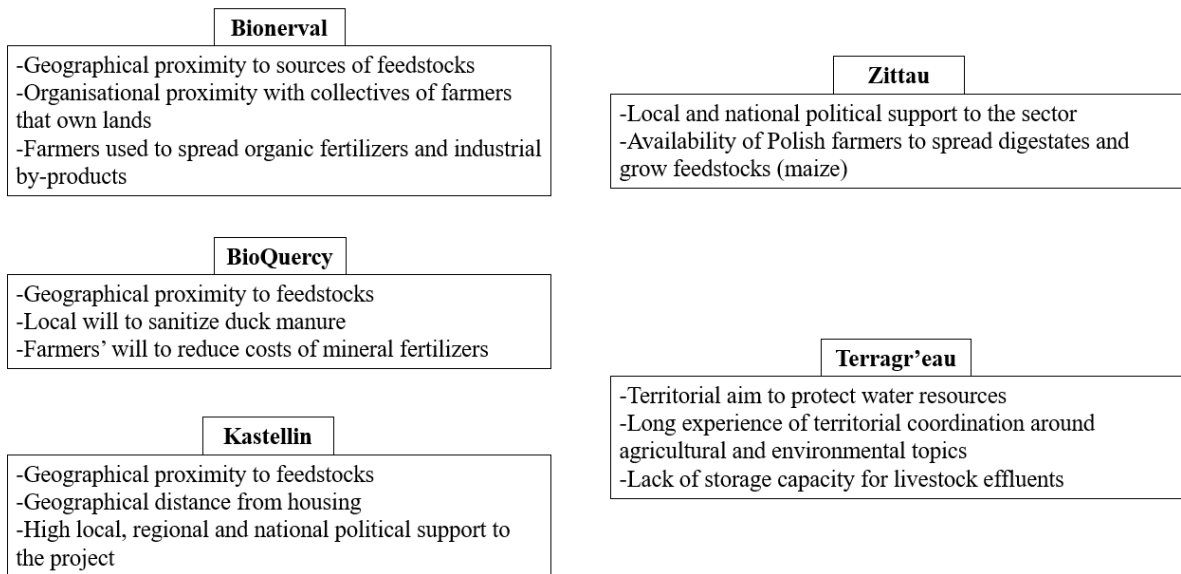 Bionerval
-Geographical proximity to sources of feedstocks
-Organisational proximity with collectives of farmers
that own lands
-Farmers used to spread organic fertilizers and industrial
by-products
BioQuercy
-Geographical proximity to feedstocks
-Local will to sanitize duck manure
-Farmers’ will to reduce costs of mineral fertilizers
Kastellin
-Geographical proximity to feedstocks
-Geographical distance from housing
-High local, regional and national political support to
the project
Zittau
-Local and national political support to the sector
-Availability of Polish farmers to spread digestates and
grow feedstocks (maize)
Terragr’eau
-Territorial aim to protect water resources
-Long experience of territorial coordination around
agricultural and environmental topics
-Lack of storage capacity for livestock effluents